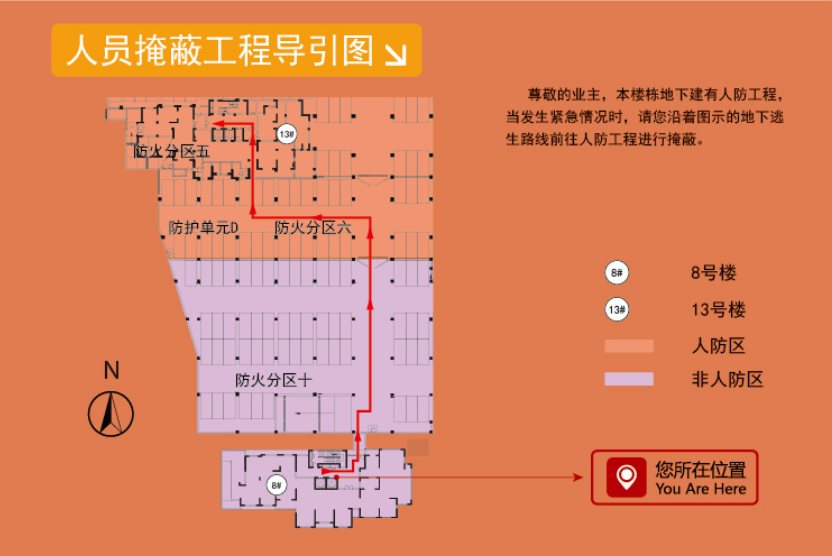 人员掩蔽工程导引图
尊敬的业主，本楼栋地下建有人防工程，
当发生紧急情况时，请您沿着图示的地下逃
生路线前往人防工程进行掩蔽。
13#
防火分区五
防护单元D
防火分区六
8#
8号楼
13#
13号楼
人防区
防火分区十
非人防区
N
8#
您所在位置
You Are Here